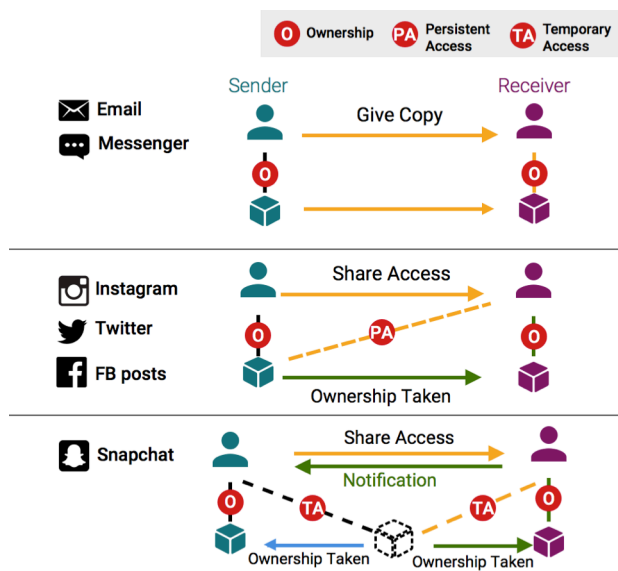 O Ownership
PA Persistent Access
TA Temporary Access
Sender
Receiver
Email
Messenger
Give Copy
O
O
Instagram
Twitter
FB posts
Share Access
PA
O
O
Ownership Taken
Snapchat
Share Access
Notification
O
TA
TA
O
Ownership Taken
Ownership Taken